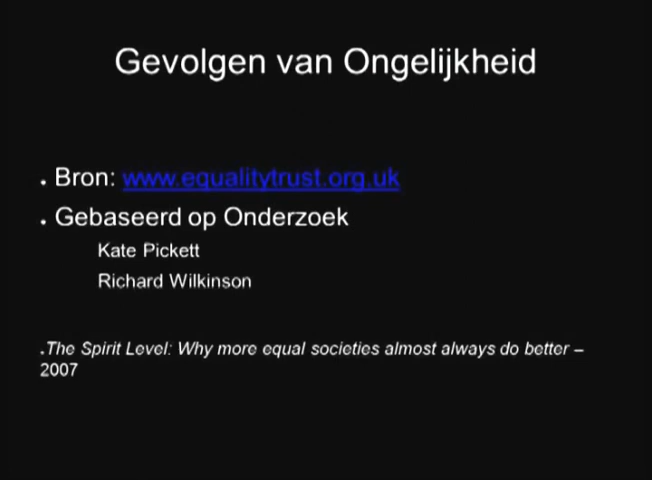 Gevolgen van Ongelijkheid
. Bron: www.equalitytrust.org.uk
. Gebaseerd op Onderzoek
Kate Pickett
Richard Wilkinson
.The Spirit Level: Why more equal societies almost always do better –
2007